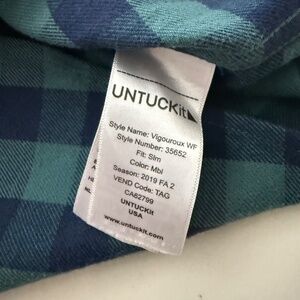 UNTUCKit
Style Name: Vigouroux WF
Style Number: 35652
Fit: Slm
Color: Mbl
Season: 2019 FA 2
VEND Code: TAG
CA62799
UNTUCKit
USA
www.untuckit.com